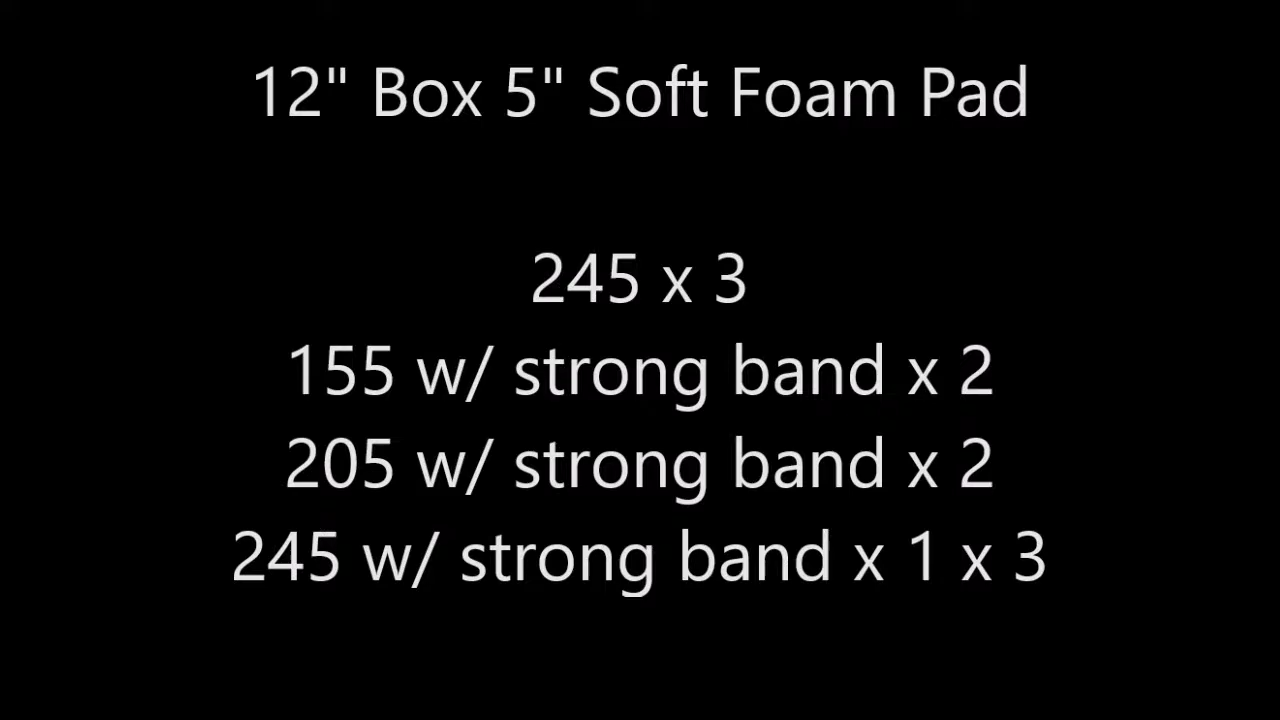 12" Box 5" Soft Foam Pad
245 x 3
155 w/ strong band x 2
205 w/ strong band x 2
245 w/ strong band x 1 x 3